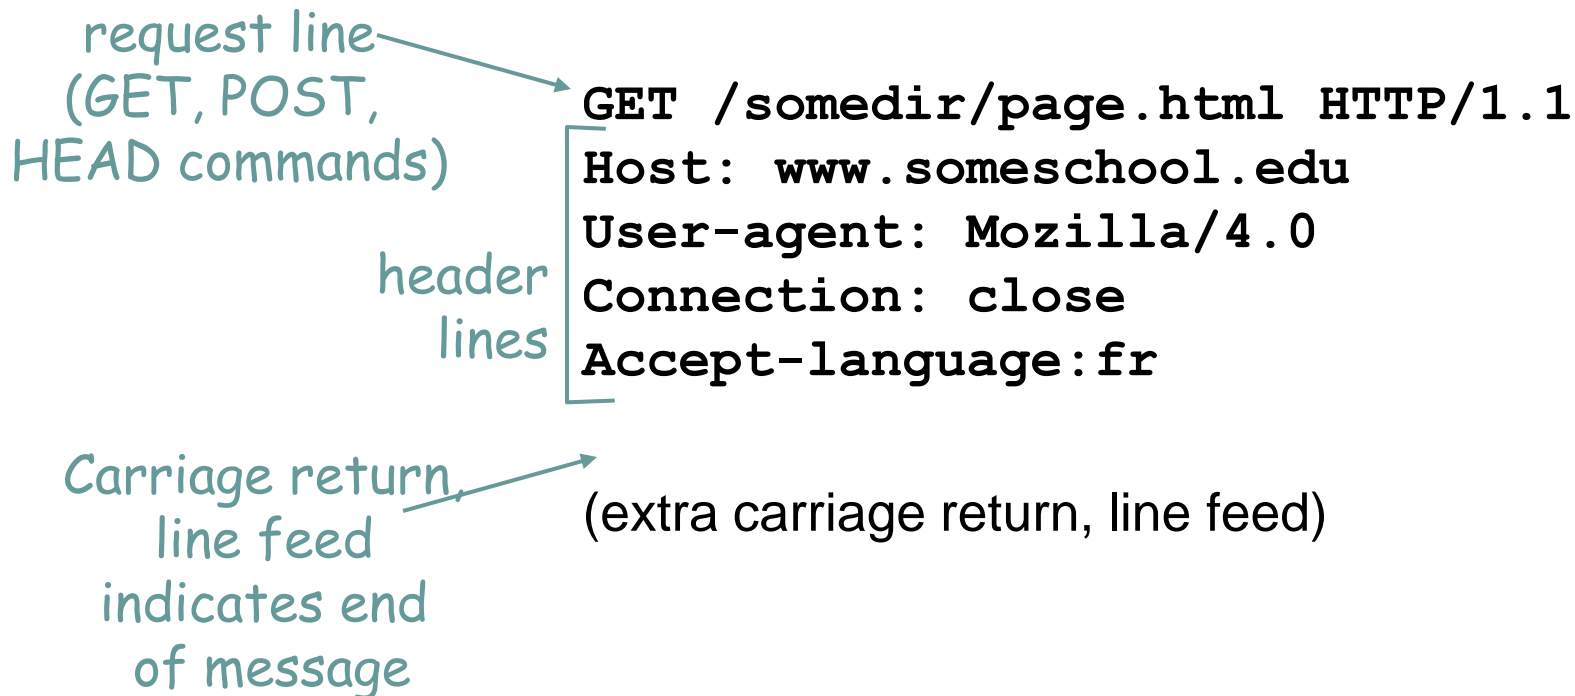 request line
(GET, POST,
HEAD commands)
GET /somedir/page.html HTTP/1.1
Host: www.someschool.edu
User-agent: Mozilla/4.0
Connection: close
Accept-language:fr
header
lines
Carriage return,
line feed
indicates end
of message
(extra carriage return, line feed)